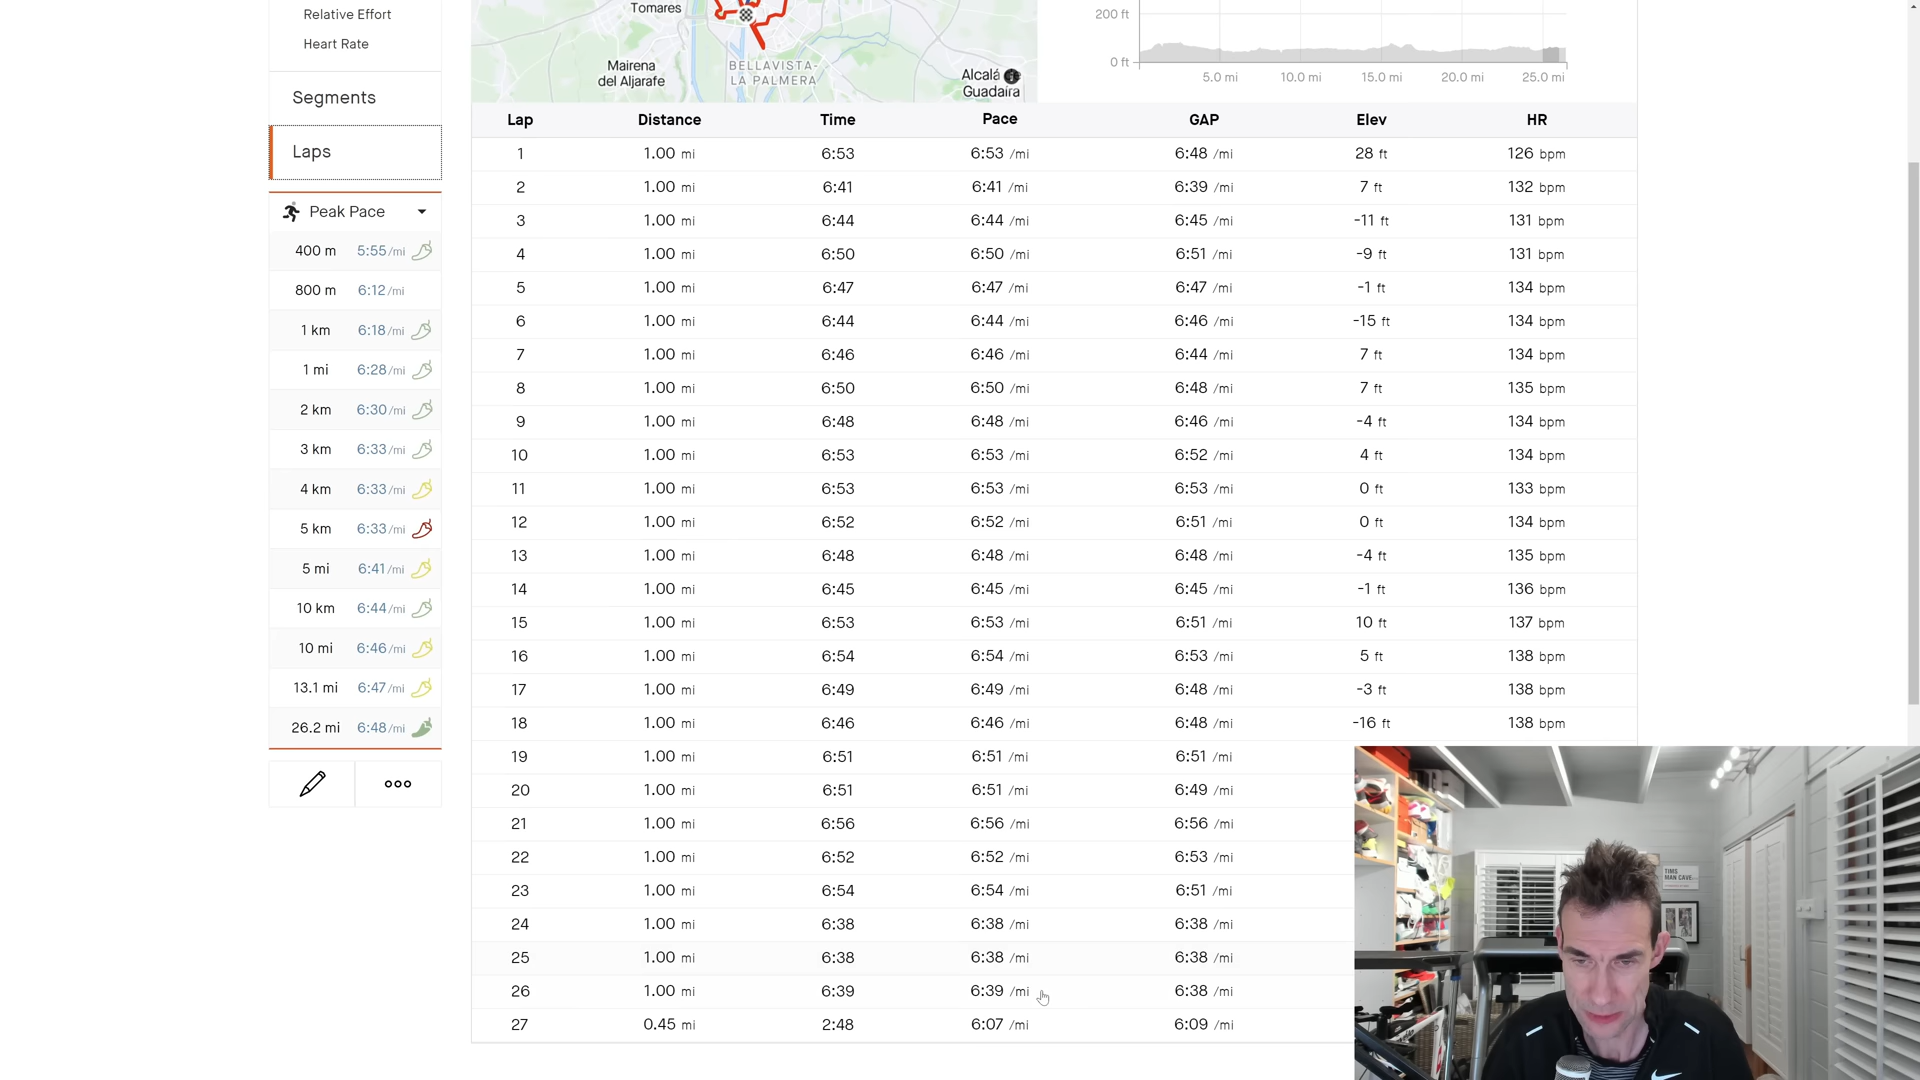 Relative Effort
Heart Rate
Segments
Laps
Peak Pace
400 m 5:55/mi
800 m 6:12/mi
1 km 6:18/mi
1 mi 6:28/mi
2 km 6:30/mi
3 km 6:33/mi
4 km 6:33/mi
5 km 6:33/mi
5 mi 6:41/mi
10 km 6:44/mi
10 mi 6:46/mi
13.1 mi 6:47/mi
26.2 mi 6:48/mi
Tomares
Mairena
del Aljarafe
BELLAVISTA-
LA PALMERA
Alcalá
Guadaíra
200 ft
0 ft
5.0 mi 10.0 mi 15.0 mi 20.0 mi 25.0 mi
Lap Distance Time Pace GAP Elev HR
1 1.00 mi 6:53 6:53 /mi 6:48 /mi 28 ft 126 bpm
2 1.00 mi 6:41 6:41 /mi 6:39 /mi 7 ft 132 bpm
3 1.00 mi 6:44 6:44 /mi 6:45 /mi -11 ft 131 bpm
4 1.00 mi 6:50 6:50 /mi 6:51 /mi -9 ft 131 bpm
5 1.00 mi 6:47 6:47 /mi 6:47 /mi -1 ft 134 bpm
6 1.00 mi 6:44 6:44 /mi 6:46 /mi -15 ft 134 bpm
7 1.00 mi 6:46 6:46 /mi 6:44 /mi 7 ft 134 bpm
8 1.00 mi 6:50 6:50 /mi 6:48 /mi 7 ft 135 bpm
9 1.00 mi 6:48 6:48 /mi 6:46 /mi -4 ft 134 bpm
10 1.00 mi 6:53 6:53 /mi 6:52 /mi 4 ft 134 bpm
11 1.00 mi 6:53 6:53 /mi 6:53 /mi 0 ft 133 bpm
12 1.00 mi 6:52 6:52 /mi 6:51 /mi 0 ft 134 bpm
13 1.00 mi 6:48 6:48 /mi 6:48 /mi -4 ft 135 bpm
14 1.00 mi 6:45 6:45 /mi 6:45 /mi -1 ft 136 bpm
15 1.00 mi 6:53 6:53 /mi 6:51 /mi 10 ft 137 bpm
16 1.00 mi 6:54 6:54 /mi 6:53 /mi 5 ft 138 bpm
17 1.00 mi 6:49 6:49 /mi 6:48 /mi -3 ft 138 bpm
18 1.00 mi 6:46 6:46 /mi 6:48 /mi -16 ft 138 bpm
19 1.00 mi 6:51 6:51 /mi 6:51 /mi
20 1.00 mi 6:51 6:51 /mi 6:49 /mi
21 1.00 mi 6:56 6:56 /mi 6:56 /mi
22 1.00 mi 6:52 6:52 /mi 6:53 /mi
23 1.00 mi 6:54 6:54 /mi 6:51 /mi
24 1.00 mi 6:38 6:38 /mi 6:38 /mi
25 1.00 mi 6:38 6:38 /mi 6:38 /mi
26 1.00 mi 6:39 6:39 /mi 6:38 /mi
27 0.45 mi 2:48 6:07 /mi 6:09 /mi
TIMS
MAN CAVE